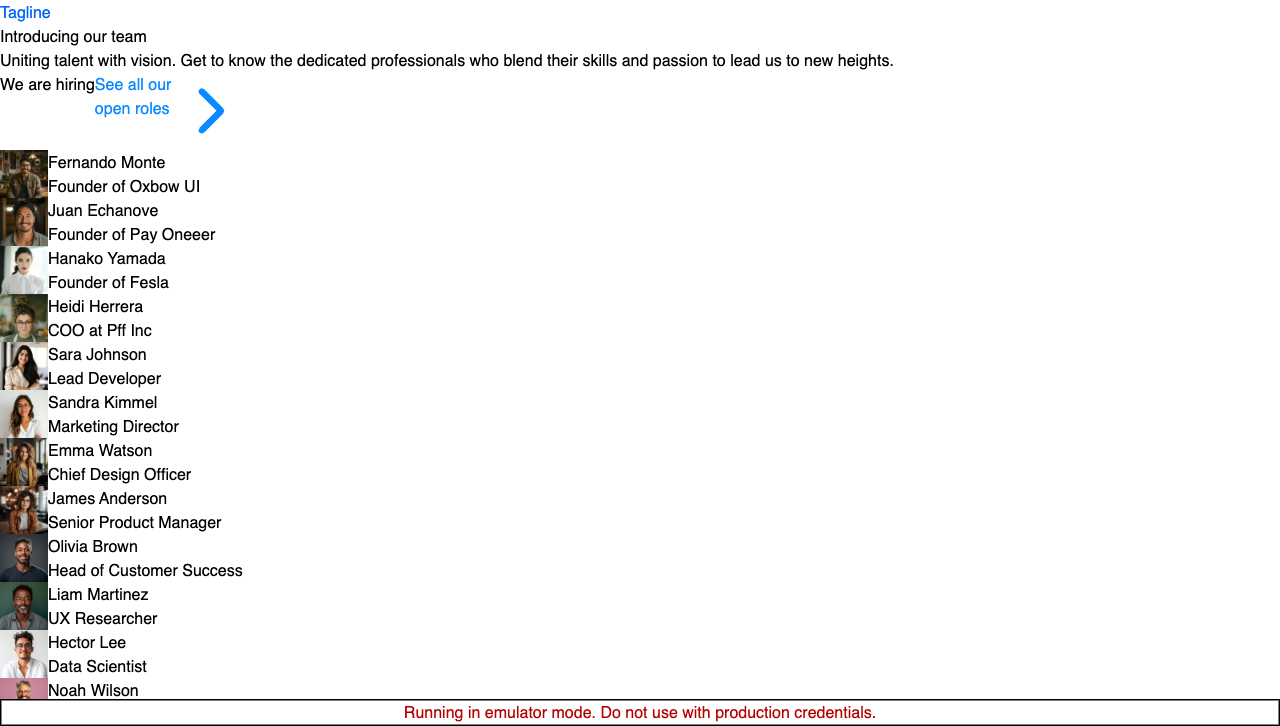 Tagline
Introducing our team
Uniting talent with vision. Get to know the dedicated professionals who blend their skills and passion to lead us to new heights.
We are hiring See all our
open roles
Fernando Monte
Founder of Oxbow UI
Juan Echanove
Founder of Pay Oneeer
Hanako Yamada
Founder of Fesla
Heidi Herrera
COO at Pff Inc
Sara Johnson
Lead Developer
Sandra Kimmel
Marketing Director
Emma Watson
Chief Design Officer
James Anderson
Senior Product Manager
Olivia Brown
Head of Customer Success
Liam Martinez
UX Researcher
Hector Lee
Data Scientist
Noah Wilson
Running in emulator mode. Do not use with production credentials.